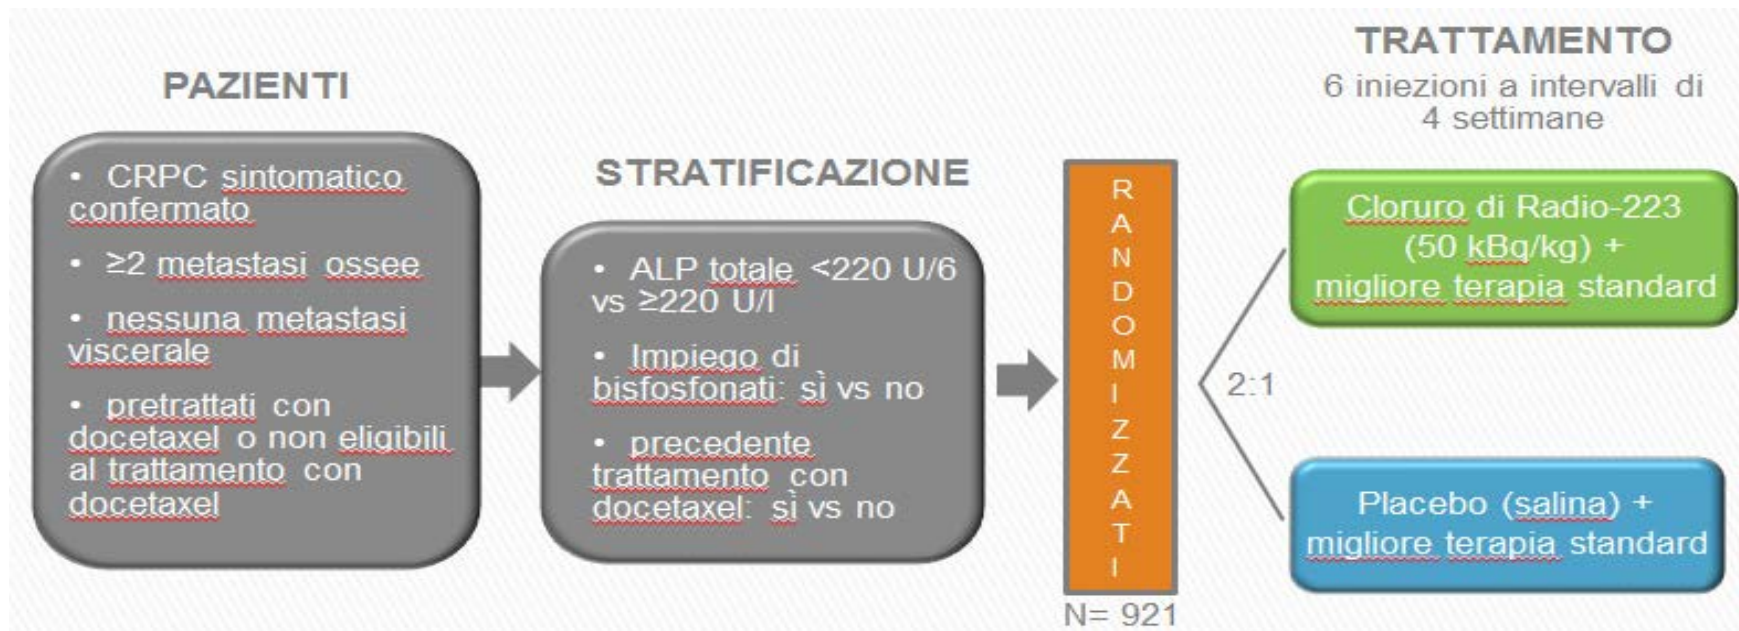 PAZIENTI
• CRPC sintomatico
confermato
• ≥2 metastasi ossee
• nessuna metastasi
viscerale
• pretrattati con
docetaxel o non eligibili
al trattamento con
docetaxel
STRATIFICAZIONE
• ALP totale <220 U/6
vs ≥220 U/l
• Impiego di
bisfosfonati: sì vs no
• precedente
trattamento con
docetaxel: sì vs no
RANDOMIZZATI
N= 921
2:1
TRATTAMENTO
6 iniezioni a intervalli di
4 settimane
Cloruro di Radio-223
(50 kBq/kg) +
migliore terapia standard
Placebo (salina) +
migliore terapia standard